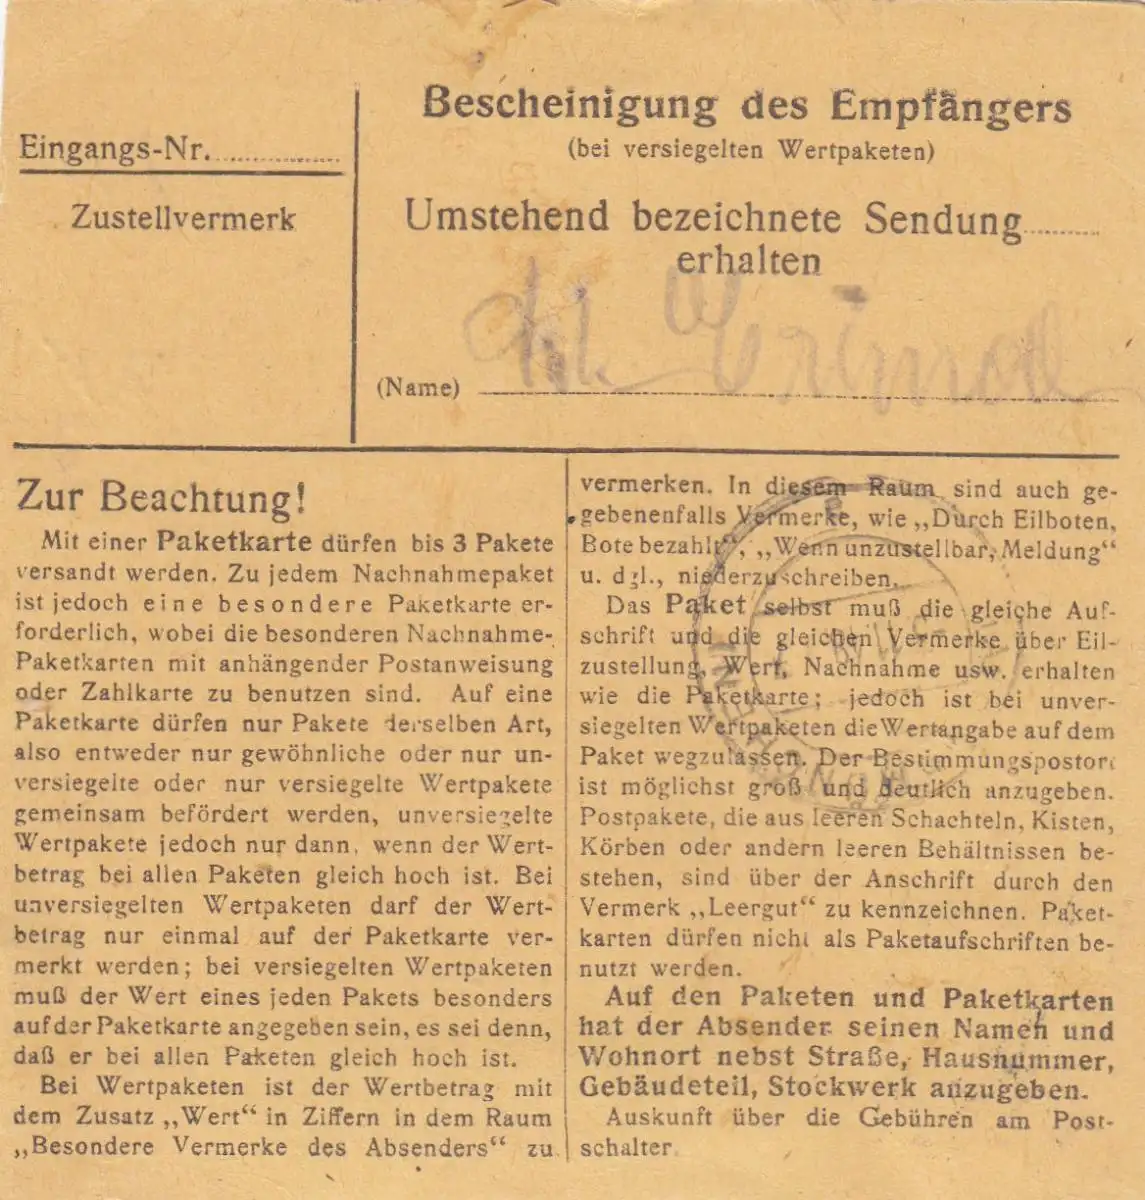 Eingangs-Nr.
Zustellvermerk
Bescheinigung des Empfängers
(bei versiegelten Wertpaketen)
Umstehend bezeichnete Sendung
erhalten
(Name)
Zur Beachtung!
Mit einer Paketkarte dürfen bis 3 Pakete
versandt werden. Zu jedem Nachnahmepaket
ist jedoch eine besondere Paketkarte er-
forderlich, wobei die besonderen Nachnahme-
Paketkarten mit anhängender Postanweisung
oder Zahlkarte zu benutzen sind. Auf eine
Paketkarte dürfen nur Pakete derselben Art,
also entweder nur gewöhnliche oder nur un-
versiegelte oder nur versiegelte Wertpakete
gemeinsam befördert werden, unversiegelte
Wertpakete jedoch nur dann, wenn der Wert-
betrag bei allen Paketen gleich hoch ist. Bei
unversiegelten Wertpaketen darf der Wert-
betrag nur einmal auf der Paketkarte ver-
merkt werden; bei versiegelten Wertpaketen
muß der Wert eines jeden Pakets besonders
auf der Paketkarte angegeben sein, es sei denn,
daß er bei allen Paketen gleich hoch ist.
Bei Wertpaketen ist der Wertbetrag mit
dem Zusatz „Wert“ in Ziffern in dem Raum
„Besondere Vermerke des Absenders“ zu
vermerken. In diesem Raum sind auch ge-
gebenenfalls Vermerke, wie „Durch Eilboten,
Bote bezahlt“, „Wenn unzustellbar, Meldung“
u. dgl., niederzuschreiben.
Das Paket selbst muß die gleiche Auf-
schrift und die gleichen Vermerke über Eil-
zustellung, Wert, Nachnahme usw. erhalten
wie die Paketkarte; jedoch ist bei unver-
siegelten Wertpaketen die Wertangabe auf dem
Paket wegzulassen. Der Bestimmungspostort
ist möglichst groß und deutlich anzugeben.
Postpakete, die aus leeren Schachteln, Kisten,
Körben oder andern leeren Behältnissen be-
stehen, sind über der Anschrift durch den
Vermerk „Leergut“ zu kennzeichnen. Paket-
karten dürfen nicht als Paketaufschriften be-
nutzt werden.
Auf den Paketen und Paketkarten
hat der Absender seinen Namen und
Wohnort nebst Straße, Hausnummer,
Gebäudeteil, Stockwerk anzugeben.
Auskunft über die Gebühren am Post-
schalter.